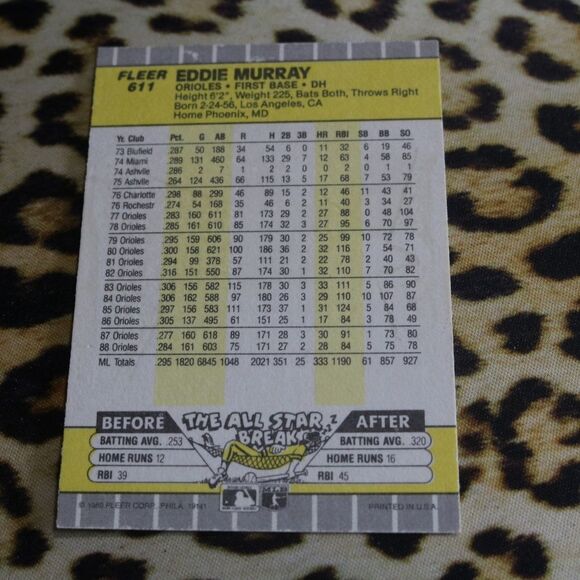 FLEER 611
EDDIE MURRAY
ORIOLES • FIRST BASE • DH
Height 6'2", Weight 225, Bats Both, Throws Right
Born 2-24-56, Los Angeles, CA
Home Phoenix, MD
Yr. Club Pct. G AB R H 2B 3B HR RBI SB BB SO
73 Blufield .287 50 188 34 54 6 0 11 32 6 19 46
74 Miami .289 131 460 64 133 29 7 12 63 4 58 85
74 Ashvlle .286 2 7 1 2 2 0 0 2 0 1 1
75 Ashvlle .264 124 436 66 115 13 5 17 68 7 53 79
76 Charlotte .298 88 299 46 89 15 2 12 46 11 43 41
76 Rochestr .274 54 168 35 46 6 2 11 40 3 34 27
77 Orioles .283 160 611 81 173 29 2 27 88 0 48 104
78 Orioles .285 161 610 85 174 32 3 27 95 6 70 97
79 Orioles .295 159 606 90 179 30 2 25 99 10 72 78
80 Orioles .300 158 621 100 186 36 2 32 116 7 54 71
81 Orioles .294 99 378 57 111 21 2 22 78 2 40 43
82 Orioles .316 151 550 87 174 30 1 32 110 7 70 82
83 Orioles .306 156 582 115 178 30 3 33 111 5 86 90
84 Orioles .306 162 588 97 180 26 3 29 110 10 107 87
85 Orioles .297 156 583 111 173 37 1 31 124 5 84 68
86 Orioles .305 137 495 61 151 25 1 17 84 3 78 49
87 Orioles .277 160 618 89 171 28 3 30 91 1 73 80
88 Orioles .284 161 603 75 171 27 2 28 84 5 75 78
ML Totals .295 1820 6845 1048 2021 351 25 333 1190 61 857 927
BEFORE THE ALL STAR BREAK AFTER
BATTING AVG. .253 BATTING AVG. .320
HOME RUNS 12 HOME RUNS 16
RBI 39 RBI 45
© 1989 FLEER CORP., PHILA. 19141 PRINTED IN U.S.A.